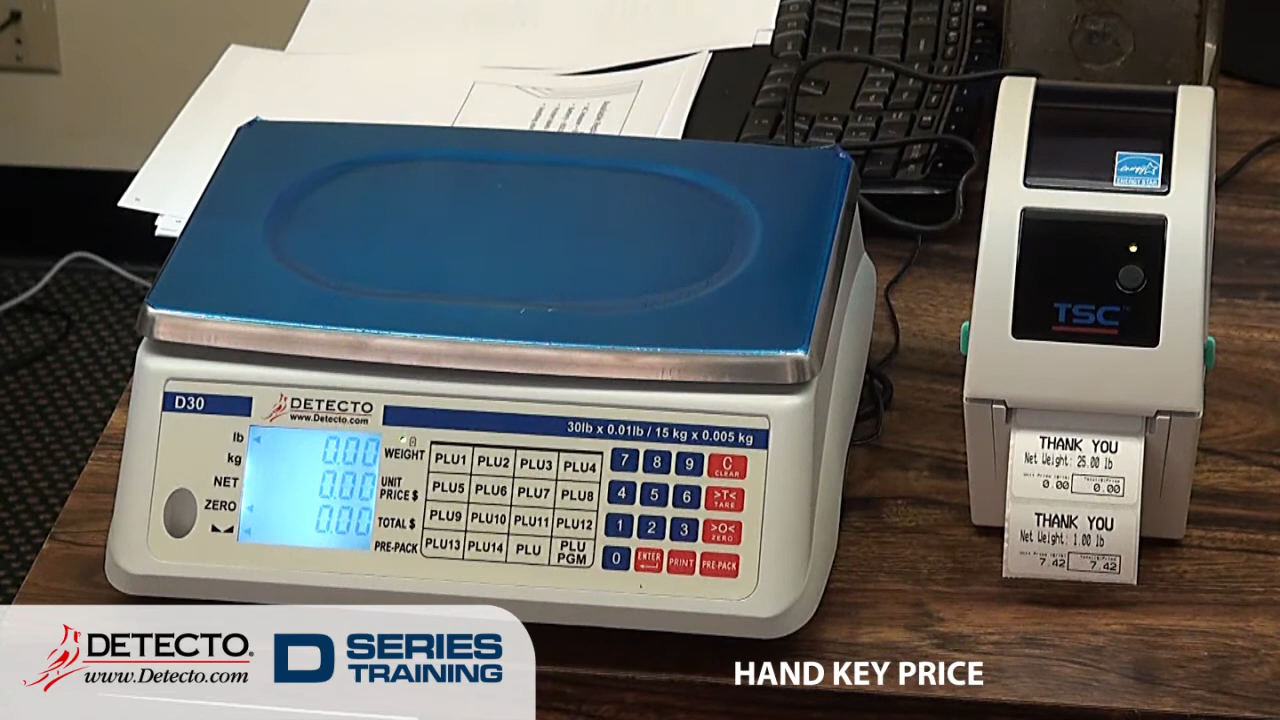 ENERGY STAR
TSC
D30
DETECTO
www.Detecto.com
30lb x 0.01lb / 15 kg x 0.005 kg
lb
kg
NET
ZERO
0.00
0.00
0.00
WEIGHT
UNIT
PRICE $
TOTAL $
PRE-PACK
PLU1 PLU2 PLU3 PLU4
PLU5 PLU6 PLU7 PLU8
PLU9 PLU10 PLU11 PLU12
PLU13 PLU14 PLU PLU PGM
7 8 9 C CLEAR
4 5 6 >T< TARE
1 2 3 >O< ZERO
0 ENTER PRINT PRE-PACK
THANK YOU
Net Weight: 25.00 lb
0.00 0.00
THANK YOU
Net Weight: 1.00 lb
7.42 7.42
DETECTO®
www.Detecto.com
D SERIES
TRAINING
HAND KEY PRICE